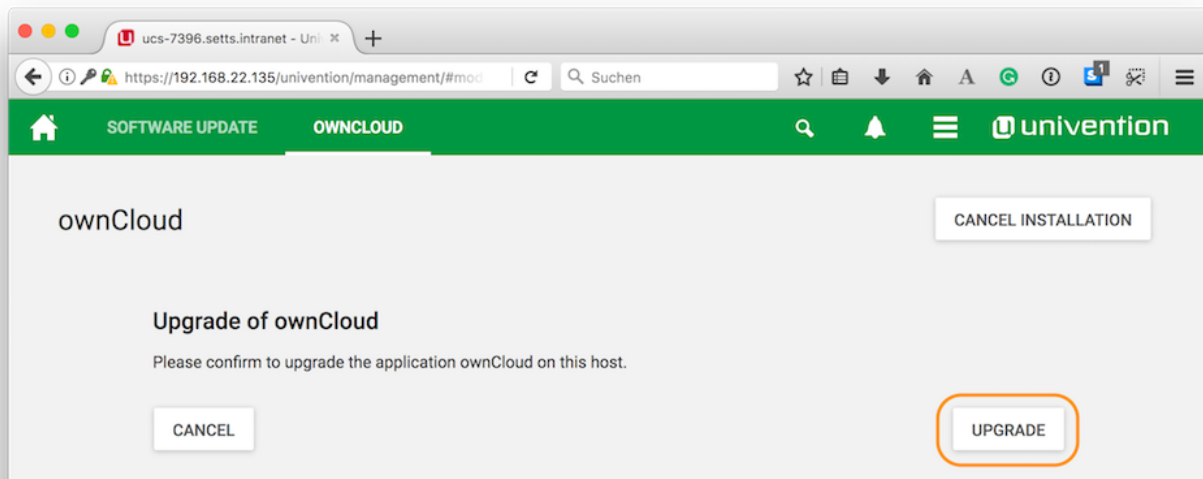 ucs-7396.setts.intranet - Uni
https://192.168.22.135/univention/management/#mod
Suchen
1
SOFTWARE UPDATE
OWNCLOUD
univention
ownCloud
CANCEL INSTALLATION
Upgrade of ownCloud
Please confirm to upgrade the application ownCloud on this host.
CANCEL
UPGRADE